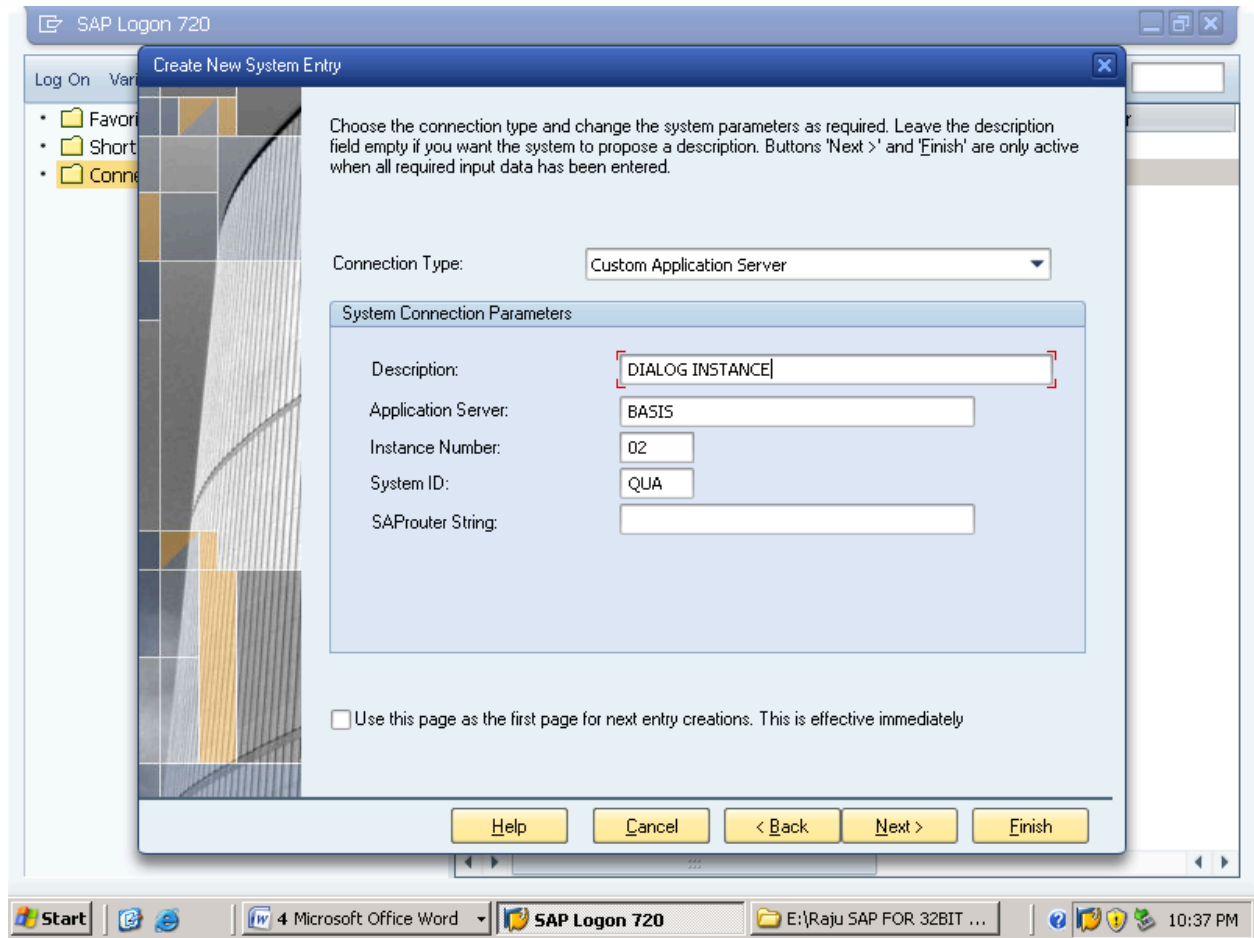 SAP Logon 720
Create New System Entry
Log On Vari
Favori
Short
Conne
r
Choose the connection type and change the system parameters as required. Leave the description
field empty if you want the system to propose a description. Buttons 'Next >' and 'Finish' are only active
when all required input data has been entered.
Connection Type: Custom Application Server
System Connection Parameters
Description: DIALOG INSTANCE
Application Server: BASIS
Instance Number: 02
System ID: QUA
SAProuter String:
Use this page as the first page for next entry creations. This is effective immediately
Help Cancel < Back Next > Finish
Start 4 Microsoft Office Word SAP Logon 720 E:\Raju SAP FOR 32BIT ... 10:37 PM